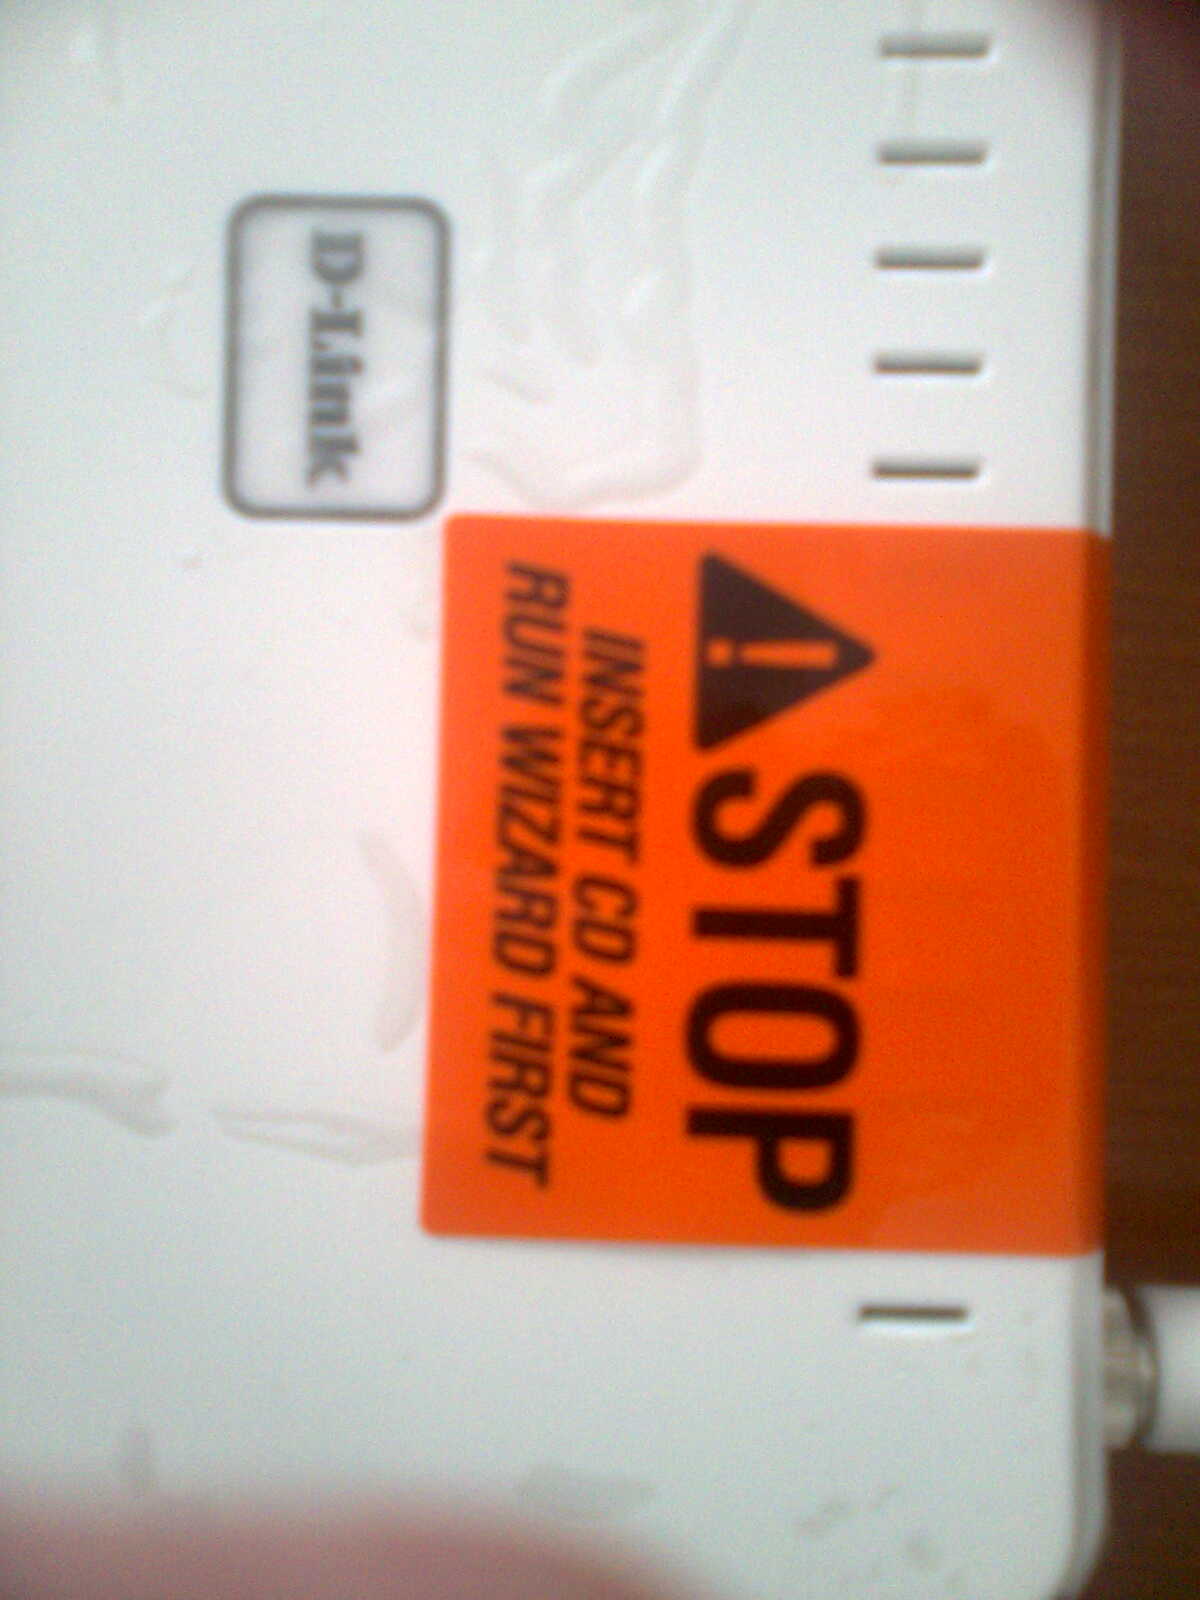 D-Link
STOP
INSERT CD AND
RUN WIZARD FIRST